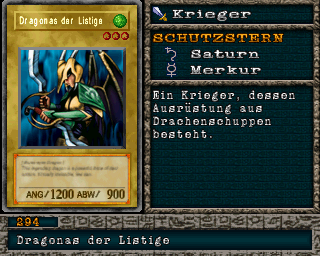 Dragonas der Listige
ANG/ 1200 ABW/ 900
Krieger
SCHUTZSTERN
Saturn
Merkur
Ein Krieger, dessen
Ausrüstung aus
Drachenschuppen
besteht.
294
Dragonas der Listige